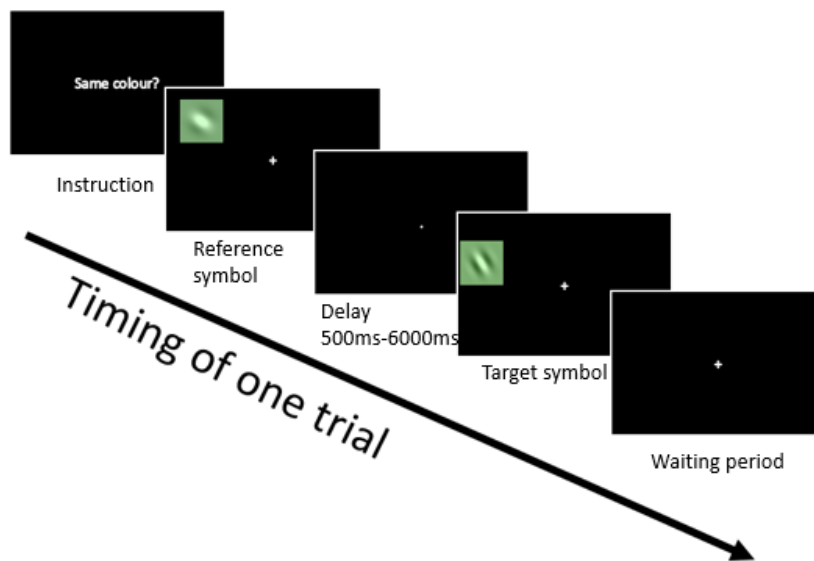 Same colour?
Instruction
Reference
symbol
Delay
500ms-6000ms
Target symbol
Waiting period
Timing of one trial